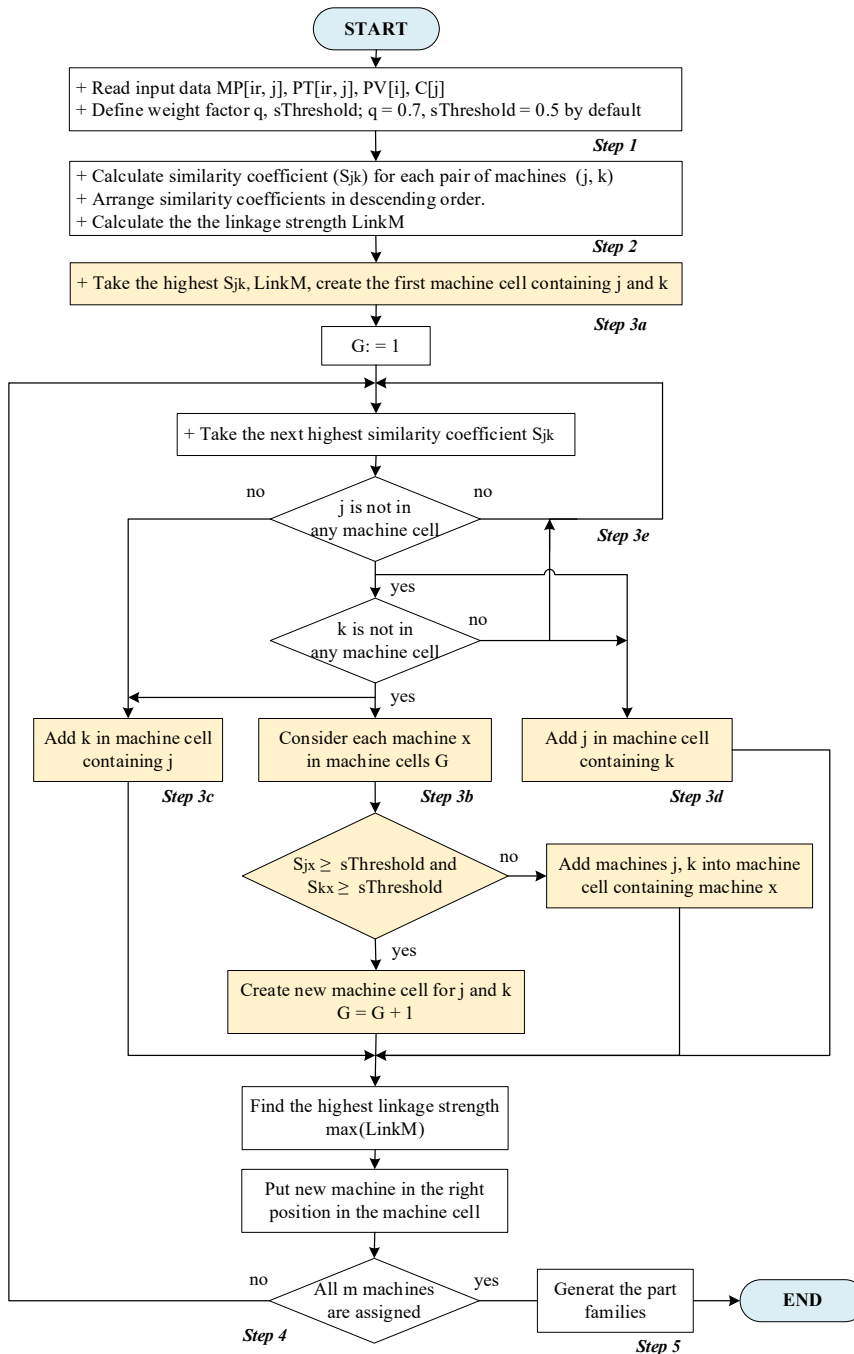 START
+ Read input data MP[ir, j], PT[ir, j], PV[i], C[j]
+ Define weight factor q, sThreshold; q = 0.7, sThreshold = 0.5 by default
Step 1
+ Calculate similarity coefficient (Sjk) for each pair of machines (j, k)
+ Arrange similarity coefficients in descending order.
+ Calculate the the linkage strength LinkM
Step 2
+ Take the highest Sjk, LinkM, create the first machine cell containing j and k
Step 3a
G: = 1
+ Take the next highest similarity coefficient Sjk
no
no
j is not in
any machine cell
Step 3e
yes
k is not in
any machine cell
no
yes
Add k in machine cell
containing j
Step 3c
Consider each machine x
in machine cells G
Step 3b
Add j in machine cell
containing k
Step 3d
Sjx ≥ sThreshold and
Skx ≥ sThreshold
no
Add machines j, k into machine
cell containing machine x
yes
Create new machine cell for j and k
G = G + 1
Find the highest linkage strength
max(LinkM)
Put new machine in the right
position in the machine cell
no
All m machines
are assigned
yes
Step 4
Generat the part
families
Step 5
END